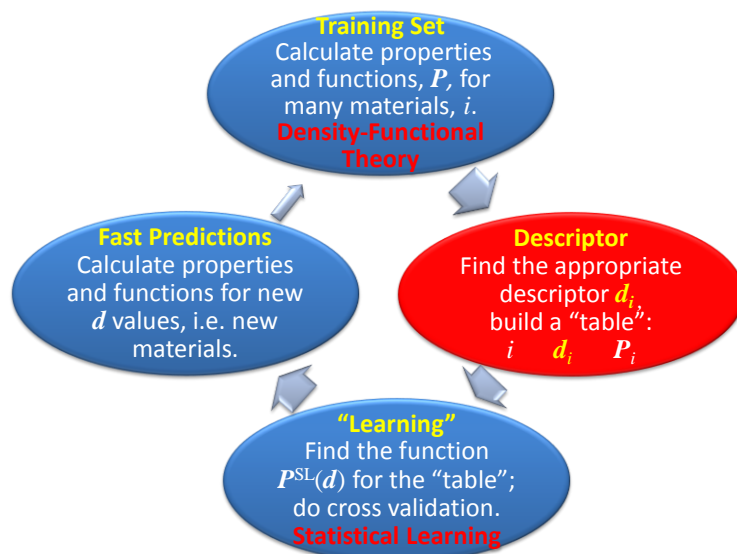 Training Set
Calculate properties
and functions, P, for
many materials, i.
Density-Functional
Theory
Fast Predictions
Calculate properties
and functions for new
d values, i.e. new
materials.
Descriptor
Find the appropriate
descriptor dᵢ,
build a “table”:
i dᵢ Pᵢ
“Learning”
Find the function
Pˢᴸ(d) for the “table”;
do cross validation.
Statistical Learning